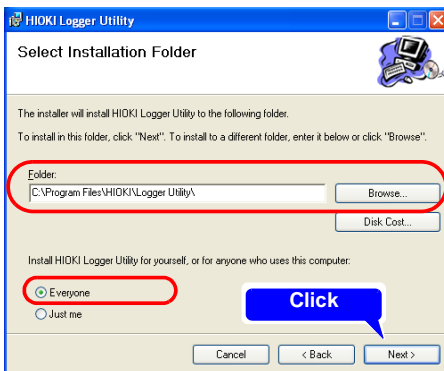 HIOKI Logger Utility
Select Installation Folder
The installer will install HIOKI Logger Utility to the following folder.
To install in this folder, click "Next". To install to a different folder, enter it below or click "Browse".
Folder:
C:\Program Files\HIOKI\Logger Utility\
Browse...
Disk Cost...
Install HIOKI Logger Utility for yourself, or for anyone who uses this computer:
Everyone
Just me
Click
Cancel
< Back
Next >